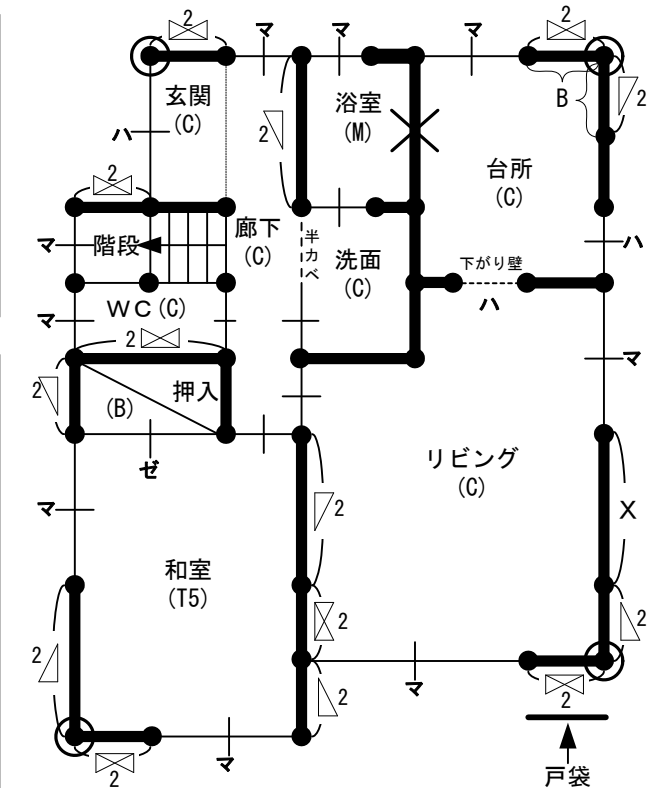 2
マ
マ
マ
2
玄関
(C)
浴室
(M)
B
2
2
ハ
台所
(C)
2
マ
階段
廊下
(C)
半カベ
洗面
(C)
ハ
下がり壁
ハ
マ
WC(C)
2
マ
2
(B)
押入
ゼ
リビング
(C)
マ
2
X
和室
(T5)
2
2
2
2
マ
2
2
マ
2
戸袋